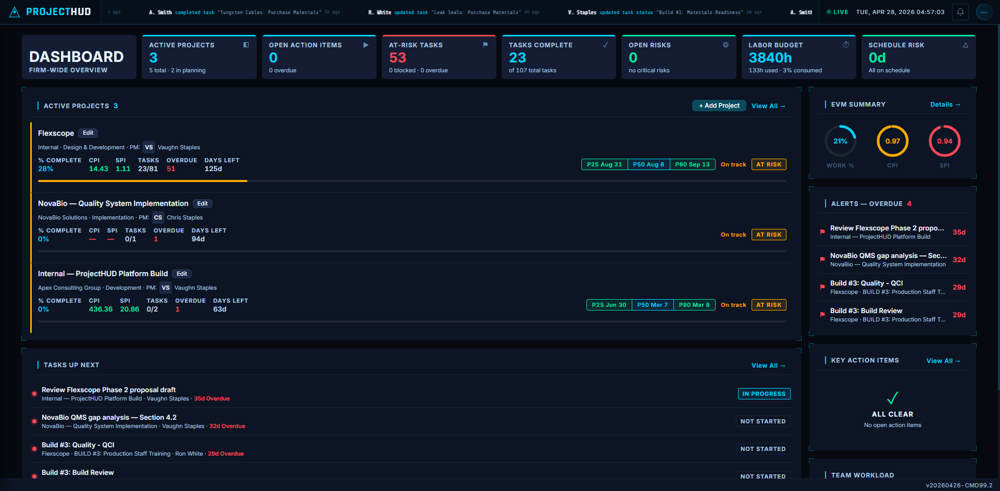 PROJECTHUD
h ago · A. Smith completed task "Tungsten Cables: Purchase Materials" 3h ago · R. White updated task "Leak Seals: Purchase Materials" 4h ago · V. Staples updated task status "Build #1: Materials Readiness" 2m ago · A. Smith
LIVE TUE, APR 28, 2026 04:57:03
DASHBOARD
FIRM-WIDE OVERVIEW
ACTIVE PROJECTS
3
5 total · 2 in planning
OPEN ACTION ITEMS
0
0 overdue
AT-RISK TASKS
53
0 blocked · 0 overdue
TASKS COMPLETE
23
of 107 total tasks
OPEN RISKS
0
no critical risks
LABOR BUDGET
3840h
133h used · 3% consumed
SCHEDULE RISK
0d
All on schedule
ACTIVE PROJECTS 3
+ Add Project View All →
Flexscope Edit
Internal · Design & Development · PM: VS Vaughn Staples
% COMPLETE CPI SPI TASKS OVERDUE DAYS LEFT
28% 14.43 1.11 23/81 51 125d
P25 Aug 31 P50 Aug 8 P80 Sep 13 On track AT RISK
NovaBio — Quality System Implementation Edit
NovaBio Solutions · Implementation · PM: CS Chris Staples
% COMPLETE CPI SPI TASKS OVERDUE DAYS LEFT
0% — — 0/1 1 94d
On track AT RISK
Internal — ProjectHUD Platform Build Edit
Apex Consulting Group · Development · PM: VS Vaughn Staples
% COMPLETE CPI SPI TASKS OVERDUE DAYS LEFT
0% 436.36 20.86 0/2 1 63d
P25 Jun 30 P50 Mar 7 P80 Mar 8 On track AT RISK
TASKS UP NEXT View All →
Review Flexscope Phase 2 proposal draft
Internal — ProjectHUD Platform Build · Vaughn Staples · 35d Overdue
IN PROGRESS
NovaBio QMS gap analysis — Section 4.2
NovaBio — Quality System Implementation · Vaughn Staples · 32d Overdue
NOT STARTED
Build #3: Quality - QCI
Flexscope · BUILD #3: Production Staff Training · Ron White · 29d Overdue
NOT STARTED
Build #3: Build Review
NOT STARTED
EVM SUMMARY Details →
21% 0.97 0.94
WORK % CPI SPI
ALERTS — OVERDUE 4
Review Flexscope Phase 2 propo... 35d
Internal — ProjectHUD Platform Build
NovaBio QMS gap analysis — Sec... 32d
NovaBio — Quality System Implementation
Build #3: Quality - QCI 29d
Flexscope · BUILD #3: Production Staff T...
Build #3: Build Review 29d
Flexscope · BUILD #3: Production Staff T...
KEY ACTION ITEMS View All →
ALL CLEAR
No open action items
TEAM WORKLOAD
v20260426-CMD99.2